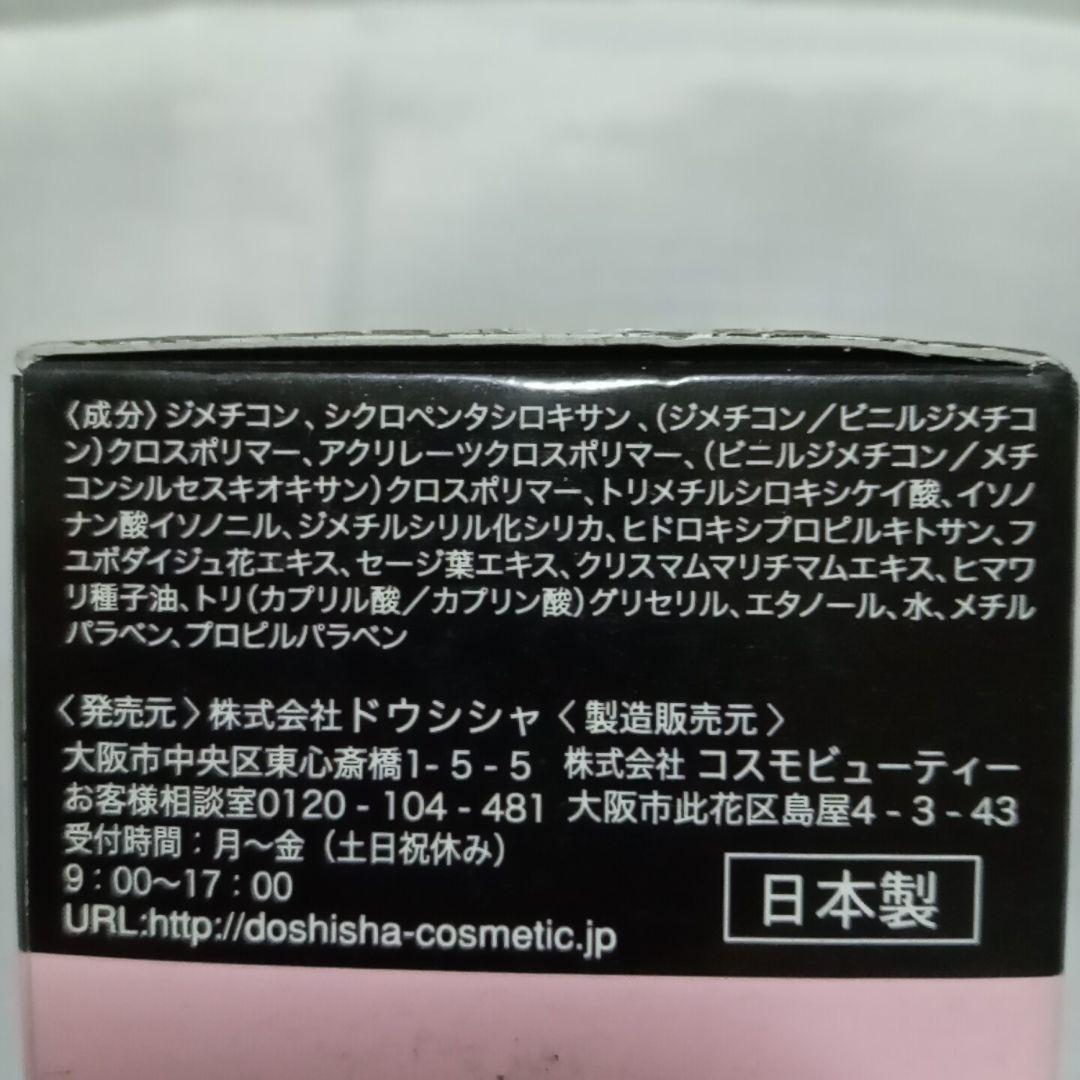 〈成分〉ジメチコン、シクロペンタシロキサン、(ジメチコン／ビニルジメチコ
ン)クロスポリマー、アクリレーツクロスポリマー、(ビニルジメチコン／メチ
コンシルセスキオキサン)クロスポリマー、トリメチルシロキシケイ酸、イソノ
ナン酸イソノニル、ジメチルシリル化シリカ、ヒドロキシプロピルキトサン、フ
ユボダイジュ花エキス、セージ葉エキス、クリスマムマリチマムエキス、ヒマワ
リ種子油、トリ(カプリル酸／カプリン酸)グリセリル、エタノール、水、メチル
パラベン、プロピルパラベン
〈発売元〉株式会社ドウシシャ
大阪市中央区東心斎橋1-5-5
お客様相談室0120-104-481
受付時間：月〜金（土日祝休み）
9：00〜17：00
URL:http://doshisha-cosmetic.jp
〈製造販売元〉
株式会社 コスモビューティー
大阪市此花区島屋4-3-43
日本製